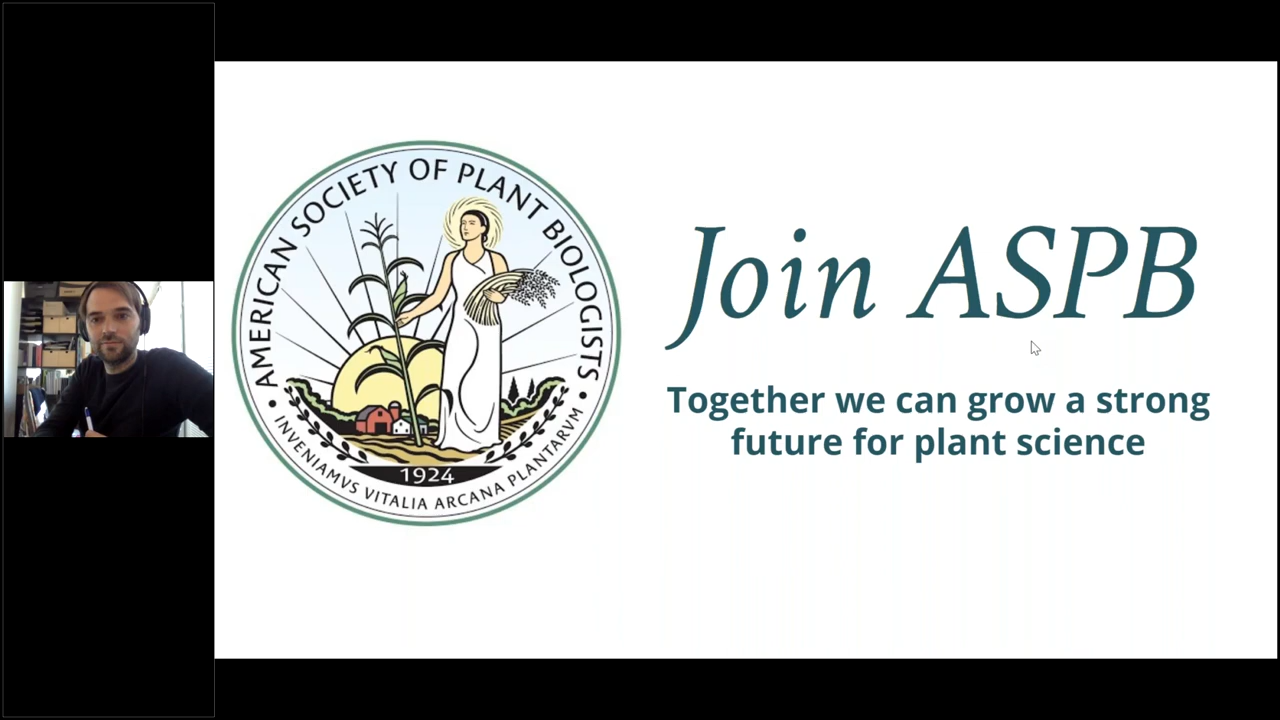 AMERICAN SOCIETY OF PLANT BIOLOGISTS
1924
• INVENIAMVS VITALIA ARCANA PLANTARVM •
Join ASPB
Together we can grow a strong
future for plant science